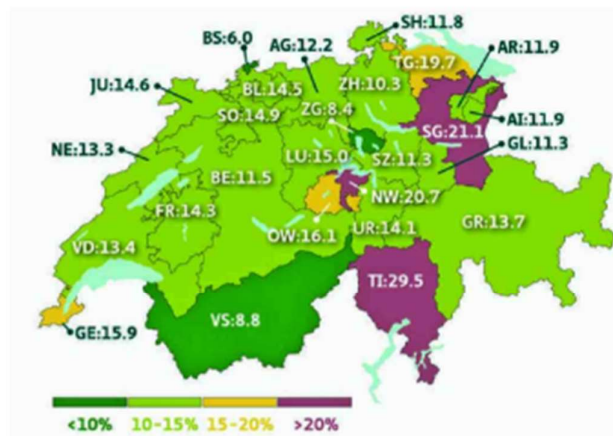 SH:11.8
BS:6.0
AG:12.2
AR:11.9
TG:19.7
JU:14.6
BL:14.5
ZH:10.3
ZG:8.4
SO:14.9
AI:11.9
SG:21.1
NE:13.3
LU:15.0
SZ:11.3
GL:11.3
BE:11.5
NW:20.7
FR:14.3
GR:13.7
OW:16.1
UR:14.1
VD:13.4
TI:29.5
VS:8.8
GE:15.9
<10% 10-15% 15-20% >20%